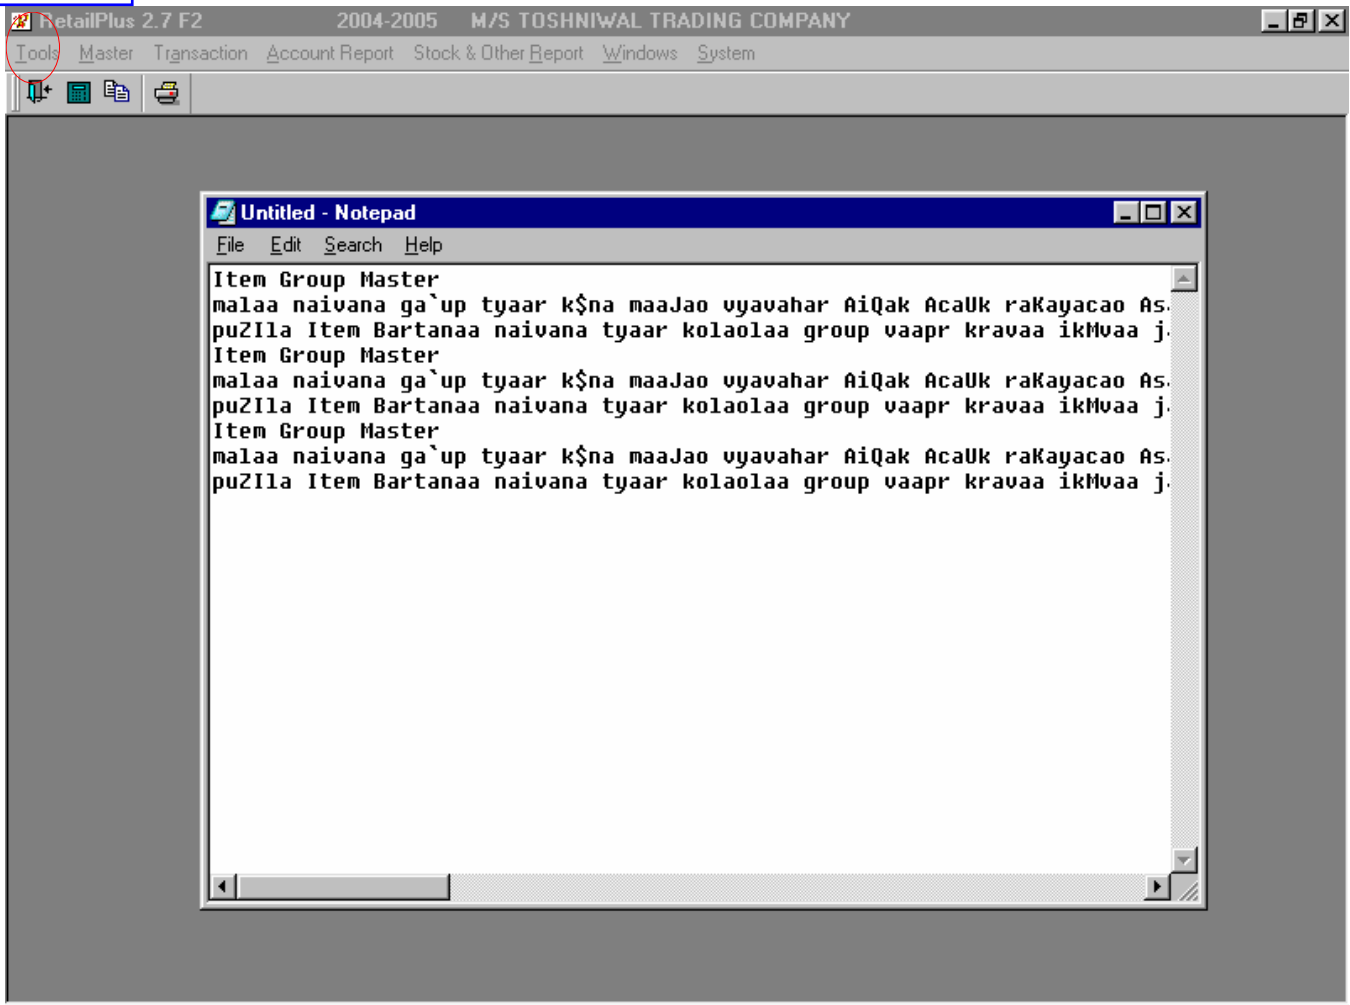 RetailPlus 2.7 F2 2004-2005 M/S TOSHNIWAL TRADING COMPANY
Tools Master Transaction Account Report Stock & Other Report Windows System
Untitled - Notepad
File Edit Search Help
Item Group Master
malaa naivana ga`up tyaar k$na maaJao vyavahar AiQak AcaUk raKayacao As
puZIla Item Bartanaa naivana tyaar kolaolaa group vaapr kravaa ikMvaa j
Item Group Master
malaa naivana ga`up tyaar k$na maaJao vyavahar AiQak AcaUk raKayacao As
puZIla Item Bartanaa naivana tyaar kolaolaa group vaapr kravaa ikMvaa j
Item Group Master
malaa naivana ga`up tyaar k$na maaJao vyavahar AiQak AcaUk raKayacao As
puZIla Item Bartanaa naivana tyaar kolaolaa group vaapr kravaa ikMvaa j